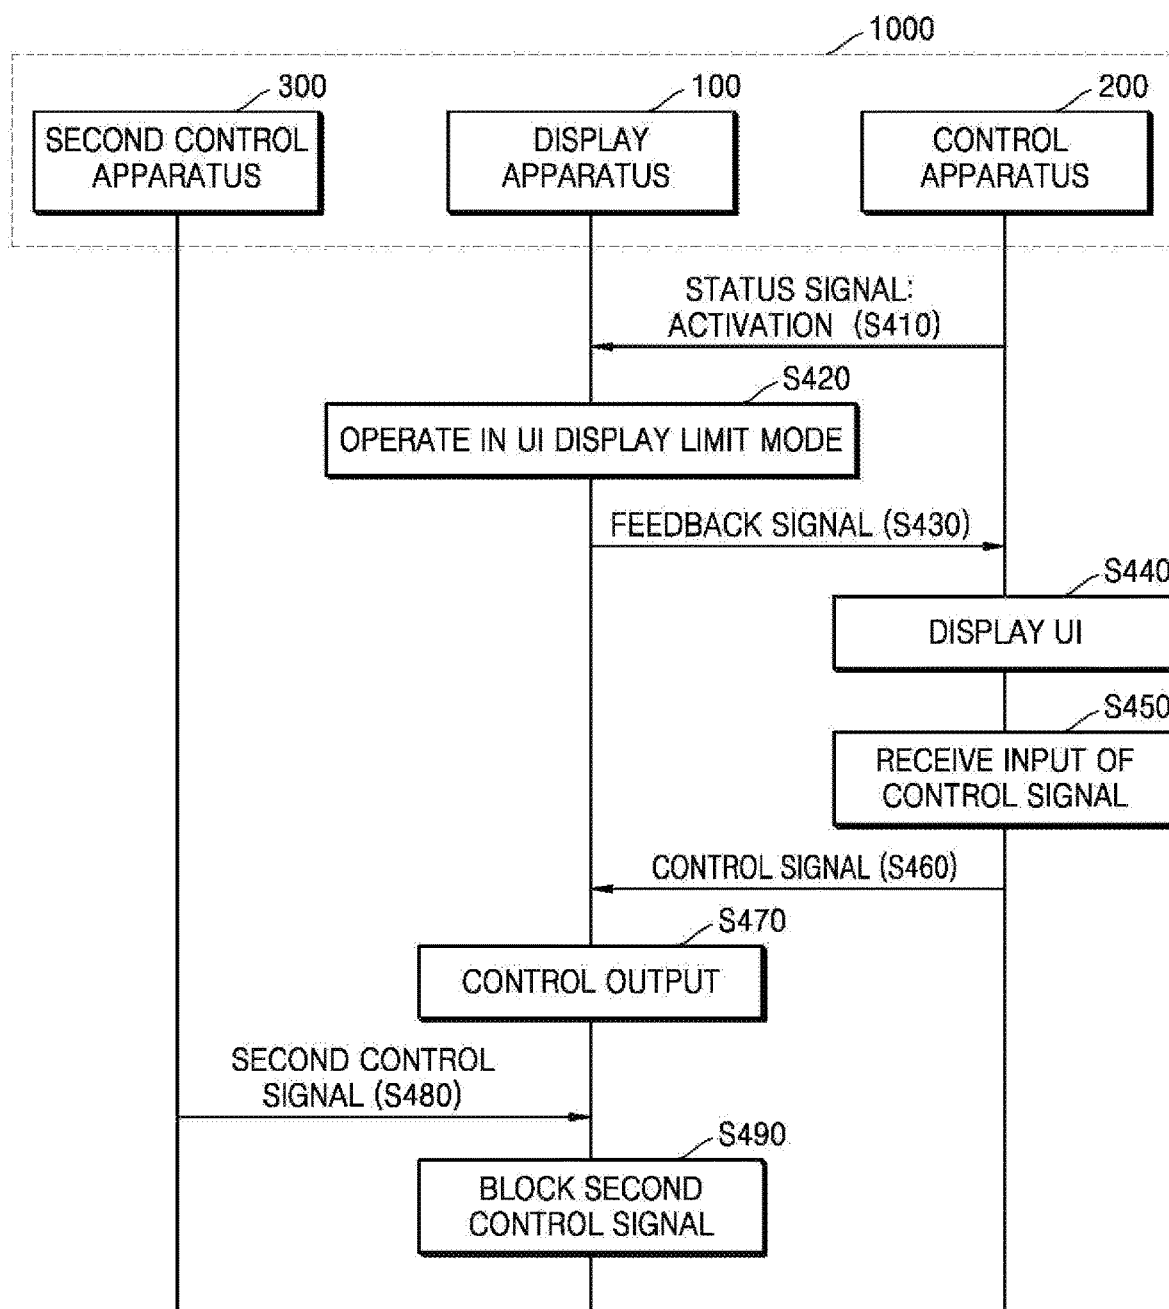 1000
300
100
200
SECOND CONTROL
APPARATUS
DISPLAY
APPARATUS
CONTROL
APPARATUS
STATUS SIGNAL:
ACTIVATION (S410)
S420
OPERATE IN UI DISPLAY LIMIT MODE
FEEDBACK SIGNAL (S430)
S440
DISPLAY UI
S450
RECEIVE INPUT OF
CONTROL SIGNAL
CONTROL SIGNAL (S460)
S470
CONTROL OUTPUT
SECOND CONTROL
SIGNAL (S480)
S490
BLOCK SECOND
CONTROL SIGNAL